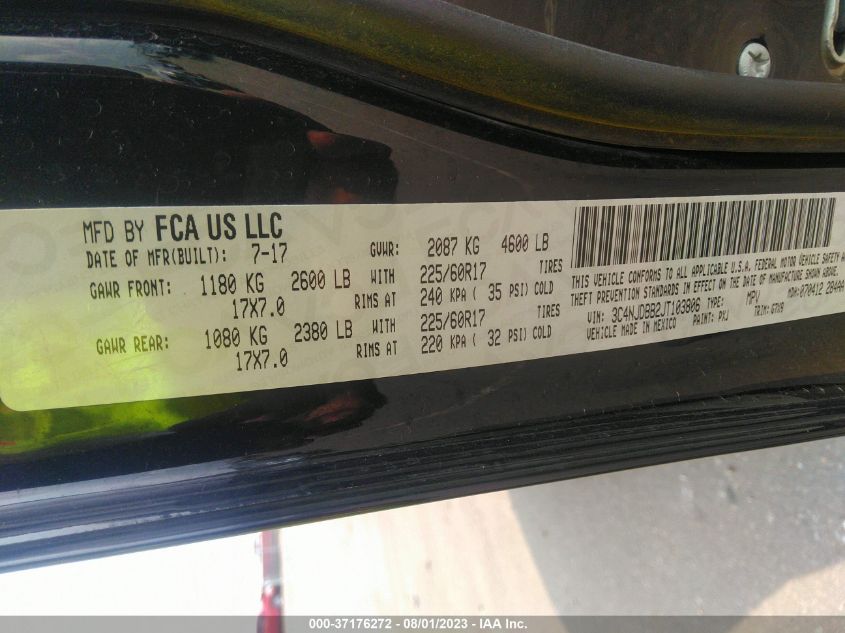 MFD BY FCA US LLC
DATE OF MFR(BUILT): 7-17 GVWR: 2087 KG 4600 LB
GAWR FRONT: 1180 KG 2600 LB WITH 225/60R17 TIRES
17X7.0 RIMS AT 240 KPA ( 35 PSI) COLD
GAWR REAR: 1080 KG 2380 LB WITH 225/60R17 TIRES
17X7.0 RIMS AT 220 KPA ( 32 PSI) COLD
THIS VEHICLE CONFORMS TO ALL APPLICABLE U.S.A. FEDERAL MOTOR VEHICLE SAFETY
THEFT PREVENTION STANDARDS IN EFFECT ON THE DATE OF MANUFACTURE SHOWN ABOVE.
VIN: 3C4NJDBB2JT103806 TYPE: MPV MDH:070412
VEHICLE MADE IN MEXICO PAINT: PXJ TRIM:
000-37176272 - 08/01/2023 - IAA Inc.